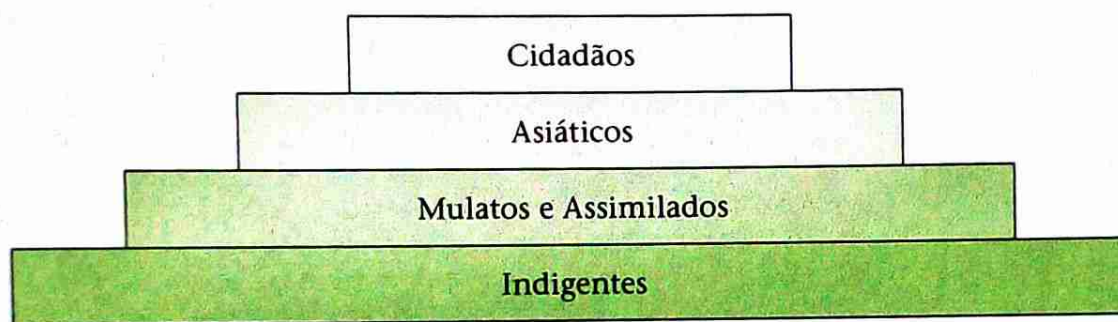 Cidadãos
Asiáticos
Mulatos e Assimilados
Indigentes